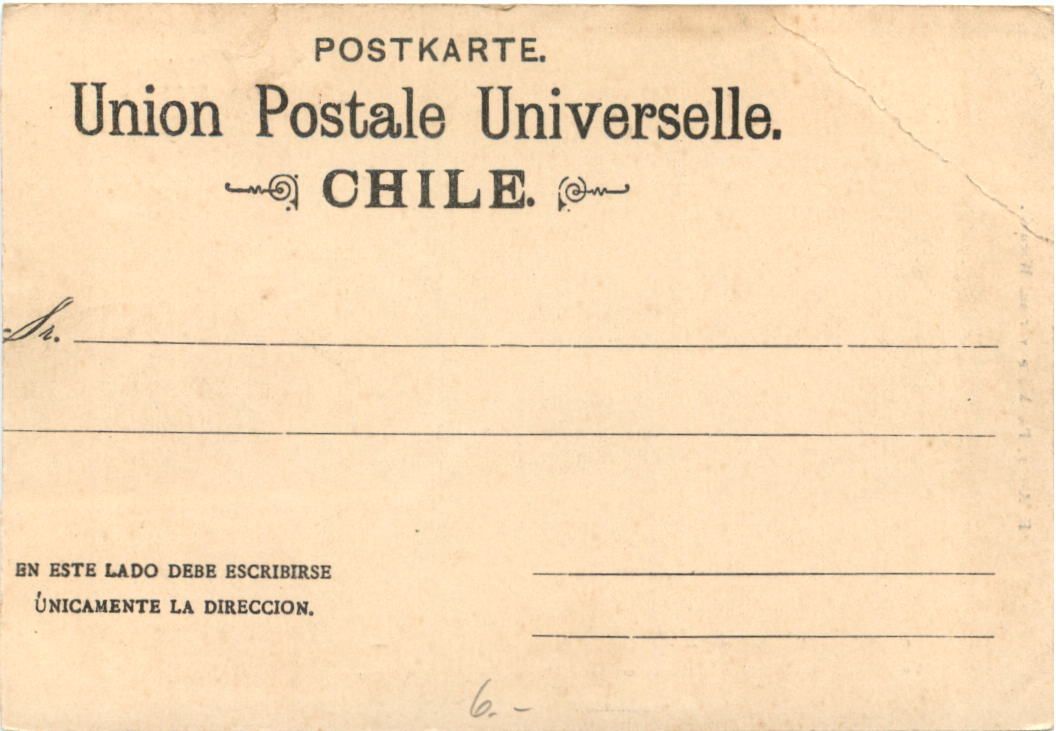 POSTKARTE.
Union Postale Universelle.
CHILE.
Sr.
EN ESTE LADO DEBE ESCRIBIRSE
ÚNICAMENTE LA DIRECCION.
6.-